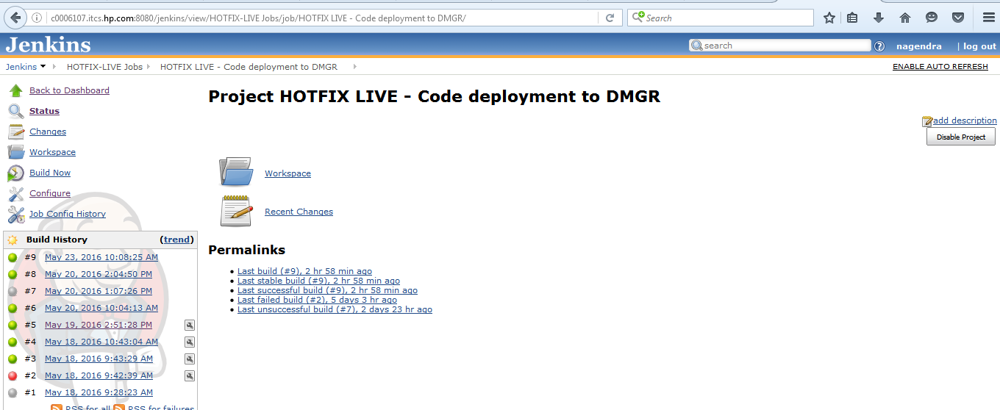 c0006107.itcs.hp.com:8080/jenkins/view/HOTFIX-LIVE Jobs/job/HOTFIX LIVE - Code deployment to DMGR/
Search
Jenkins
search
nagendra
| log out
Jenkins
HOTFIX-LIVE Jobs
HOTFIX LIVE - Code deployment to DMGR
ENABLE AUTO REFRESH
Back to Dashboard
Status
Changes
Workspace
Build Now
Configure
Job Config History
Build History (trend)
#9 May 23, 2016 10:08:25 AM
#8 May 20, 2016 2:04:50 PM
#7 May 20, 2016 1:07:26 PM
#6 May 20, 2016 10:04:13 AM
#5 May 19, 2016 2:51:28 PM
#4 May 18, 2016 10:43:04 AM
#3 May 18, 2016 9:43:29 AM
#2 May 18, 2016 9:42:39 AM
#1 May 18, 2016 9:28:23 AM
RSS for all RSS for failures
Project HOTFIX LIVE - Code deployment to DMGR
add description
Disable Project
Workspace
Recent Changes
Permalinks
Last build (#9), 2 hr 58 min ago
Last stable build (#9), 2 hr 58 min ago
Last successful build (#9), 2 hr 58 min ago
Last failed build (#2), 5 days 3 hr ago
Last unsuccessful build (#7), 2 days 23 hr ago